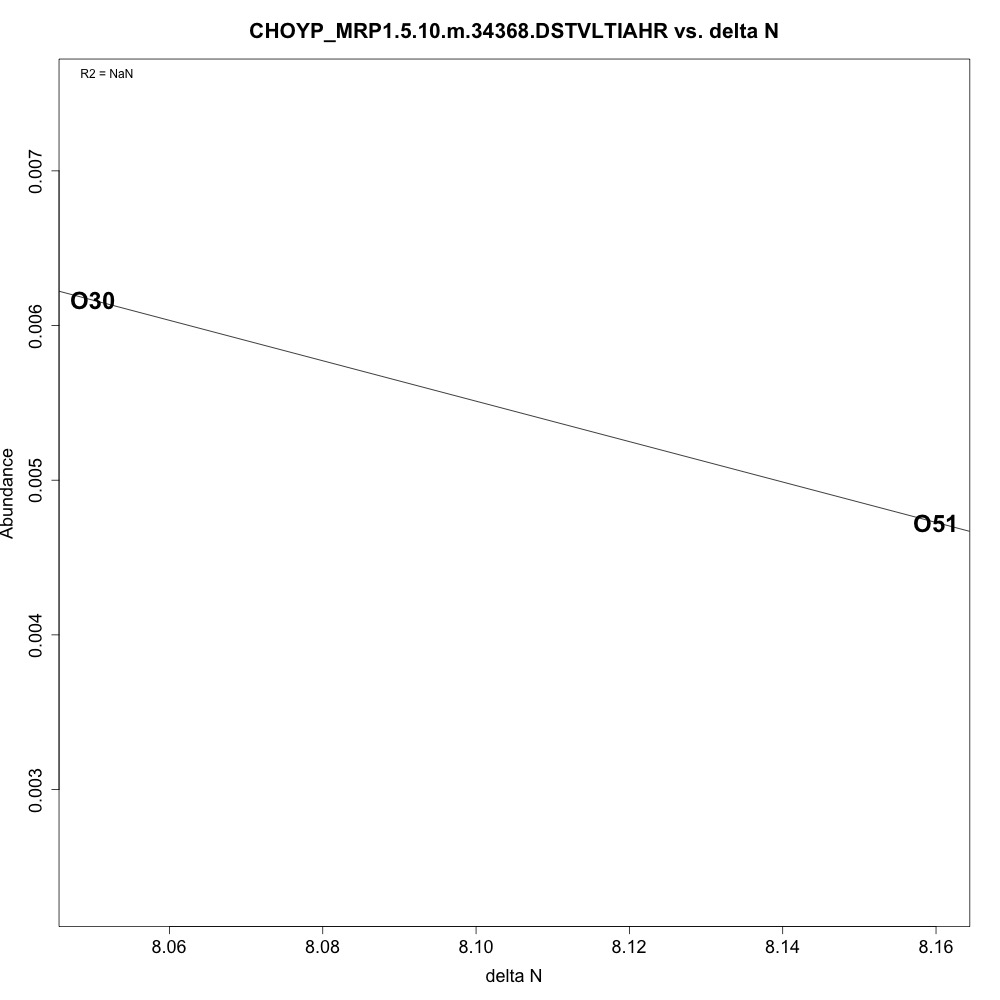 CHOYP_MRP1.5.10.m.34368.DSTVLTIAHR vs. delta N
R2 = NaN
0.007
0.006
0.005
0.004
0.003
Abundance
O30
O51
8.06 8.08 8.10 8.12 8.14 8.16
delta N